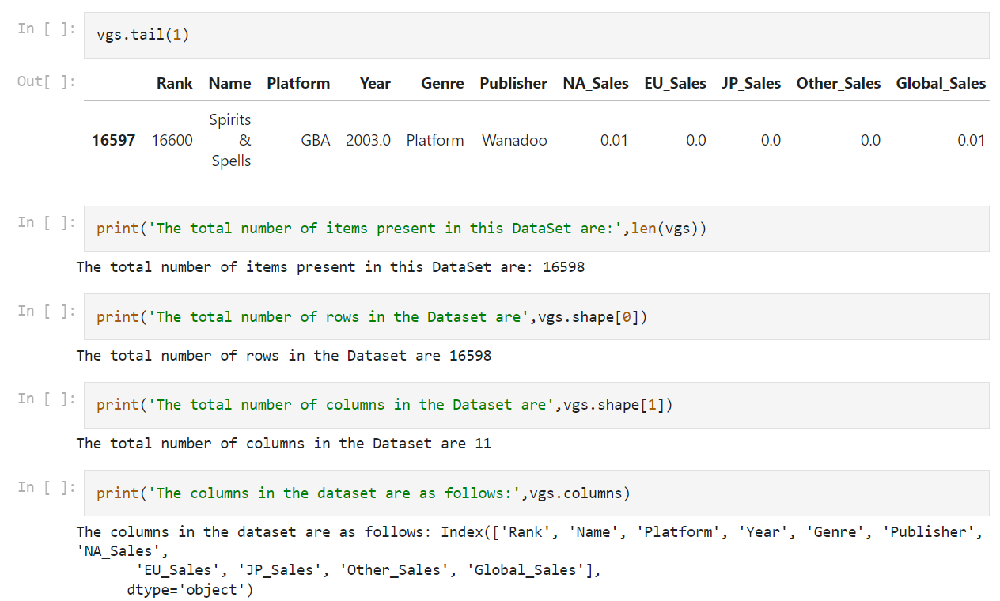 In [ ]: vgs.tail(1)
Out[ ]: Rank Name Platform Year Genre Publisher NA_Sales EU_Sales JP_Sales Other_Sales Global_Sales
16597 16600 Spirits & Spells GBA 2003.0 Platform Wanadoo 0.01 0.0 0.0 0.0 0.01
In [ ]: print('The total number of items present in this DataSet are:',len(vgs))
The total number of items present in this DataSet are: 16598
In [ ]: print('The total number of rows in the Dataset are',vgs.shape[0])
The total number of rows in the Dataset are 16598
In [ ]: print('The total number of columns in the Dataset are',vgs.shape[1])
The total number of columns in the Dataset are 11
In [ ]: print('The columns in the dataset are as follows:',vgs.columns)
The columns in the dataset are as follows: Index(['Rank', 'Name', 'Platform', 'Year', 'Genre', 'Publisher',
'NA_Sales',
'EU_Sales', 'JP_Sales', 'Other_Sales', 'Global_Sales'],
dtype='object')